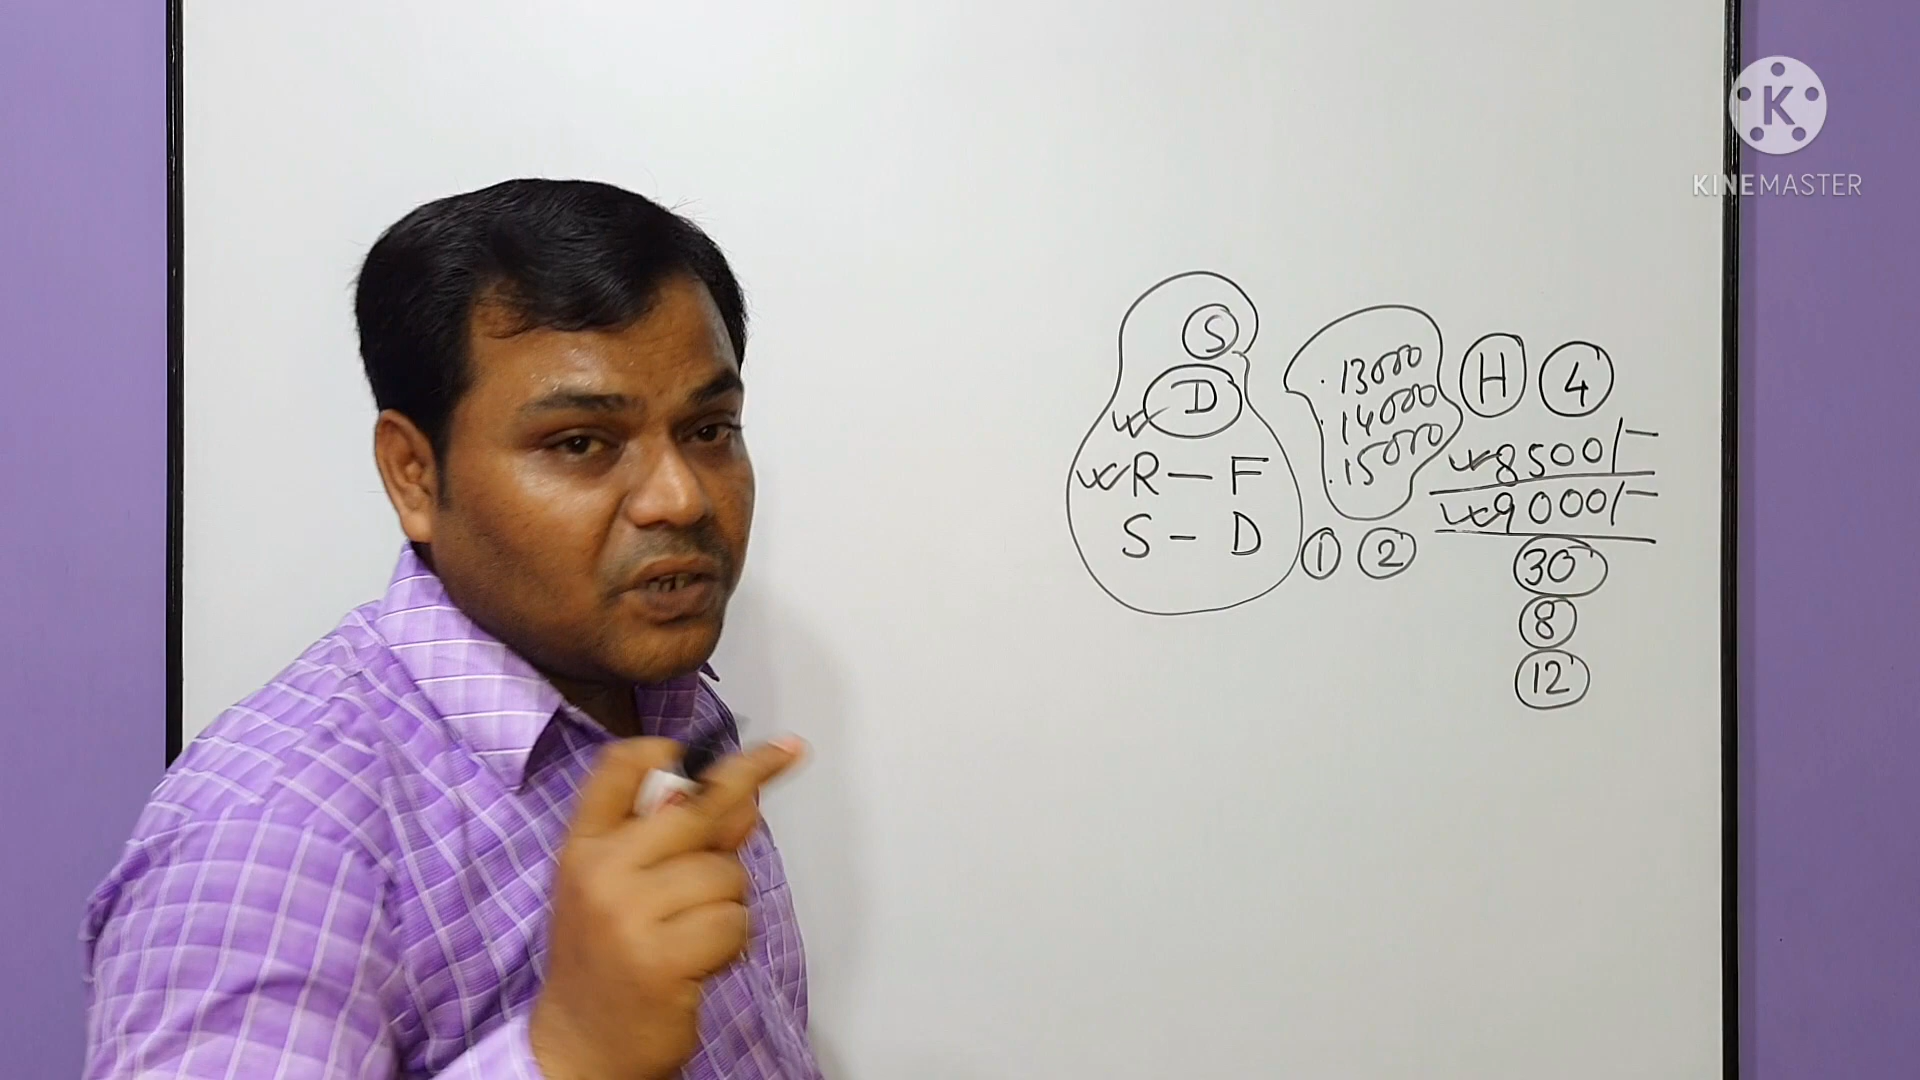 K
KINEMASTER
S
D
R - F
S - D
13000
14000
15000
1 2
H 4
8500/-
9000/-
30
8
12